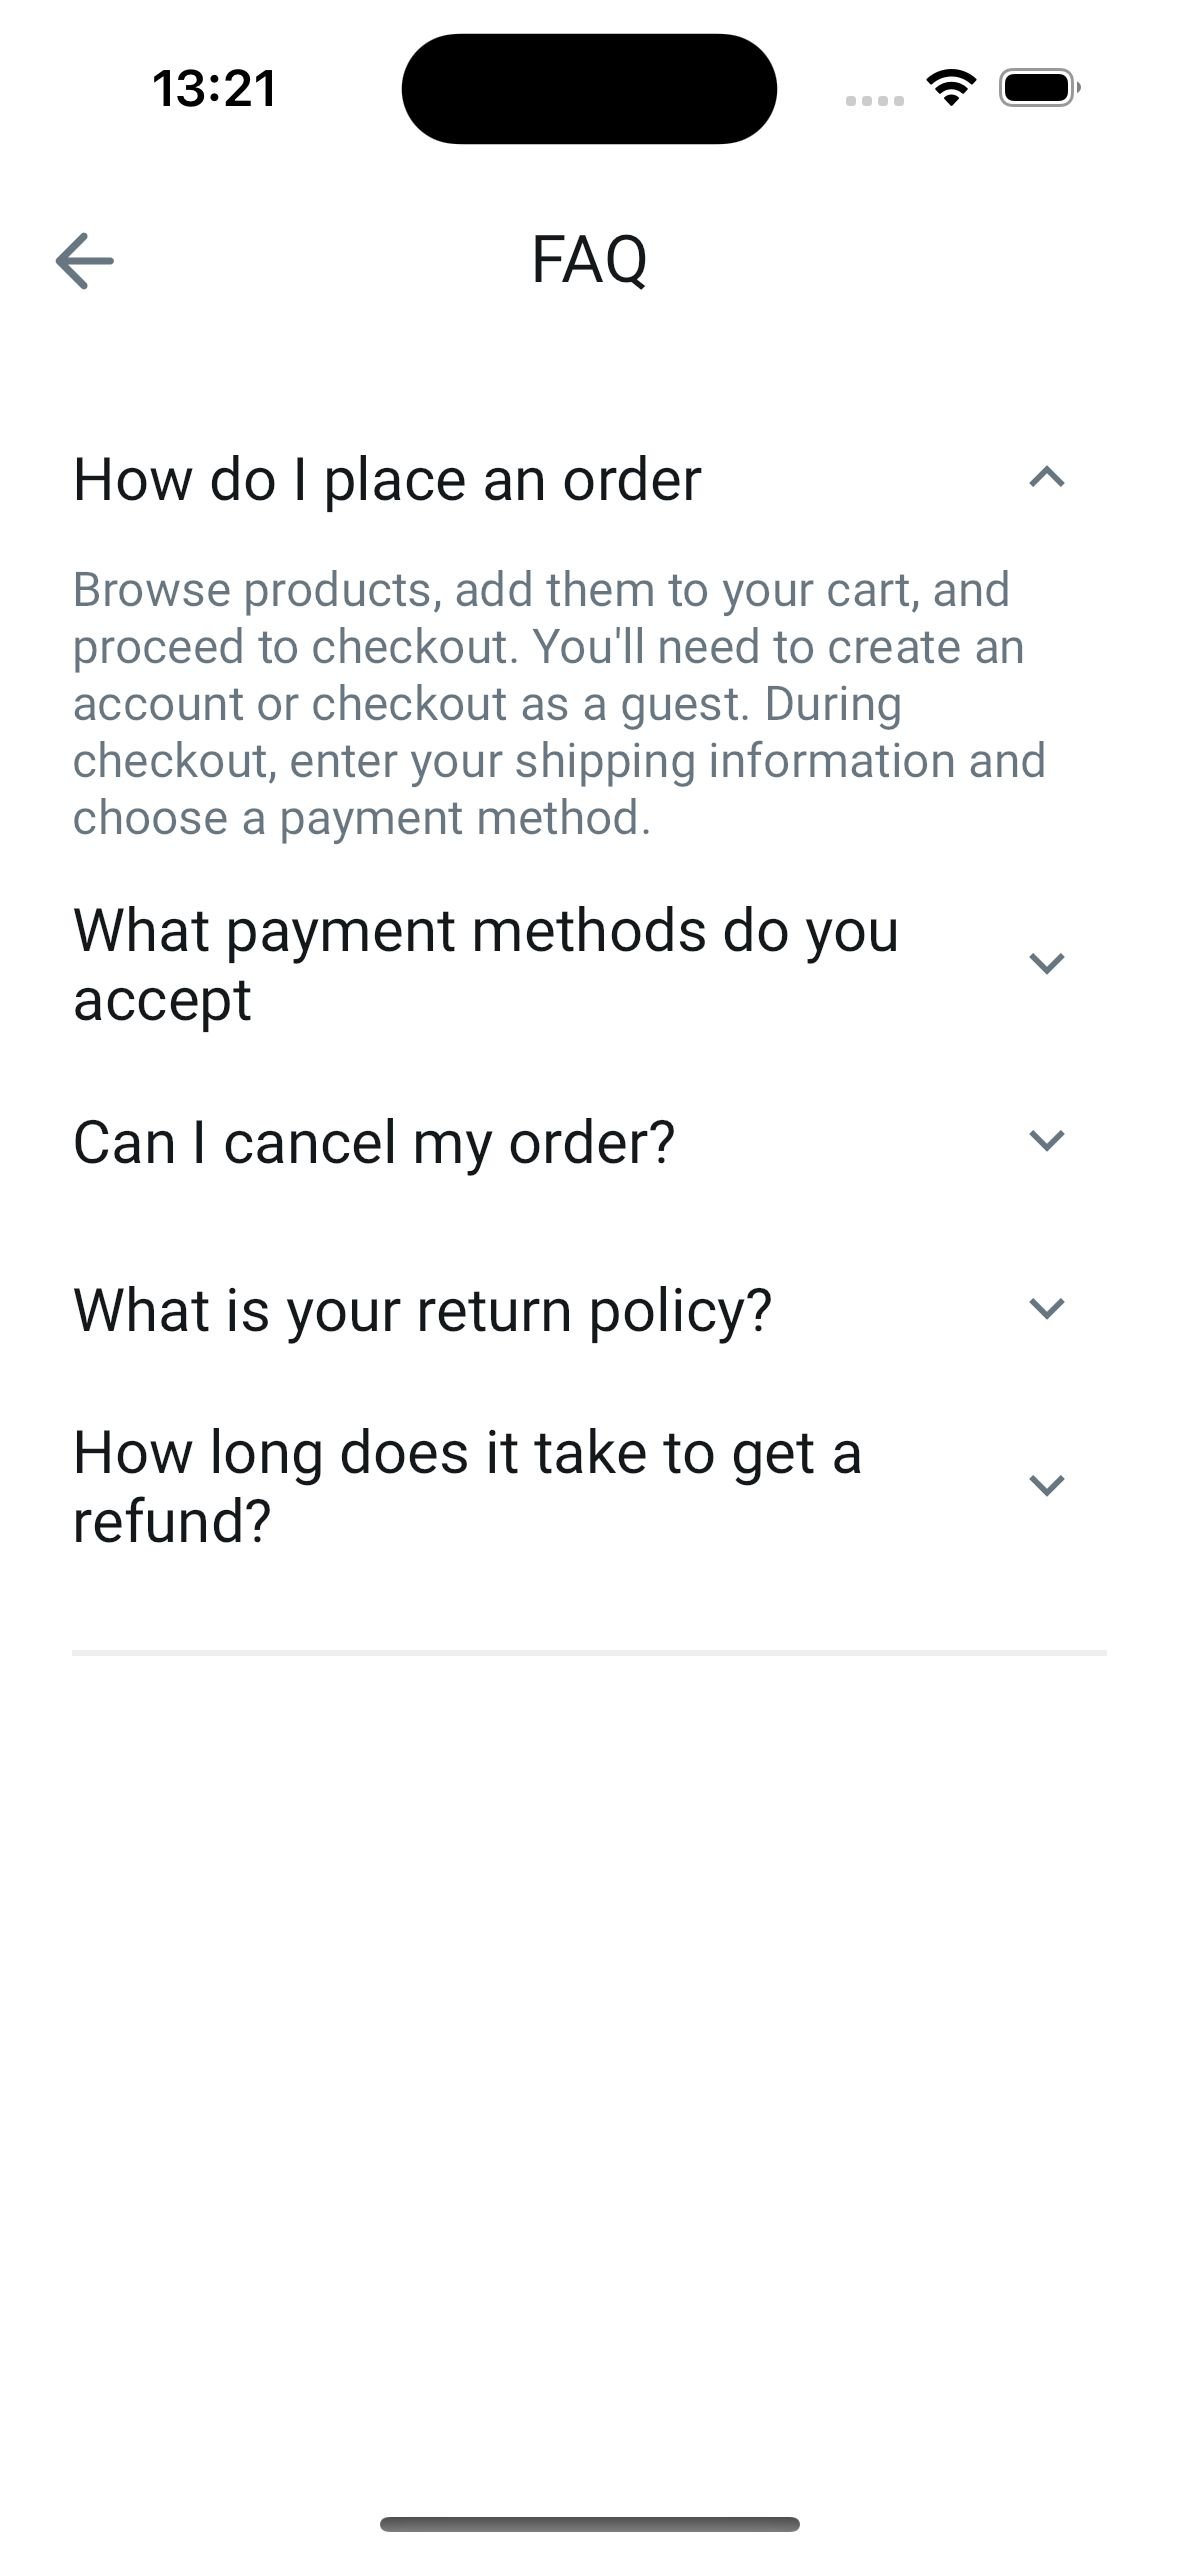 13:21
FAQ
How do I place an order
Browse products, add them to your cart, and
proceed to checkout. You'll need to create an
account or checkout as a guest. During
checkout, enter your shipping information and
choose a payment method.
What payment methods do you
accept
Can I cancel my order?
What is your return policy?
How long does it take to get a
refund?